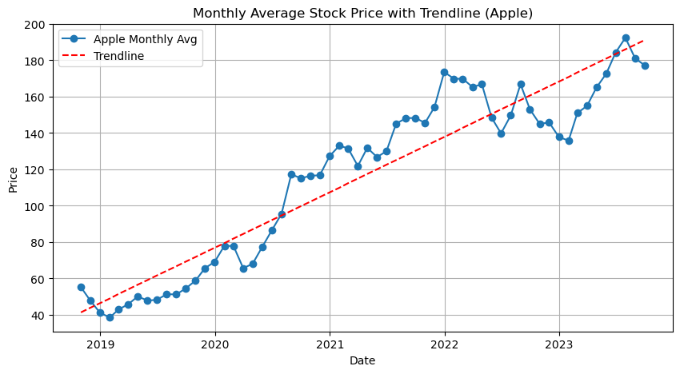 Monthly Average Stock Price with Trendline (Apple)
Apple Monthly Avg
Trendline
Price
200
180
160
140
120
100
80
60
40
2019 2020 2021 2022 2023
Date